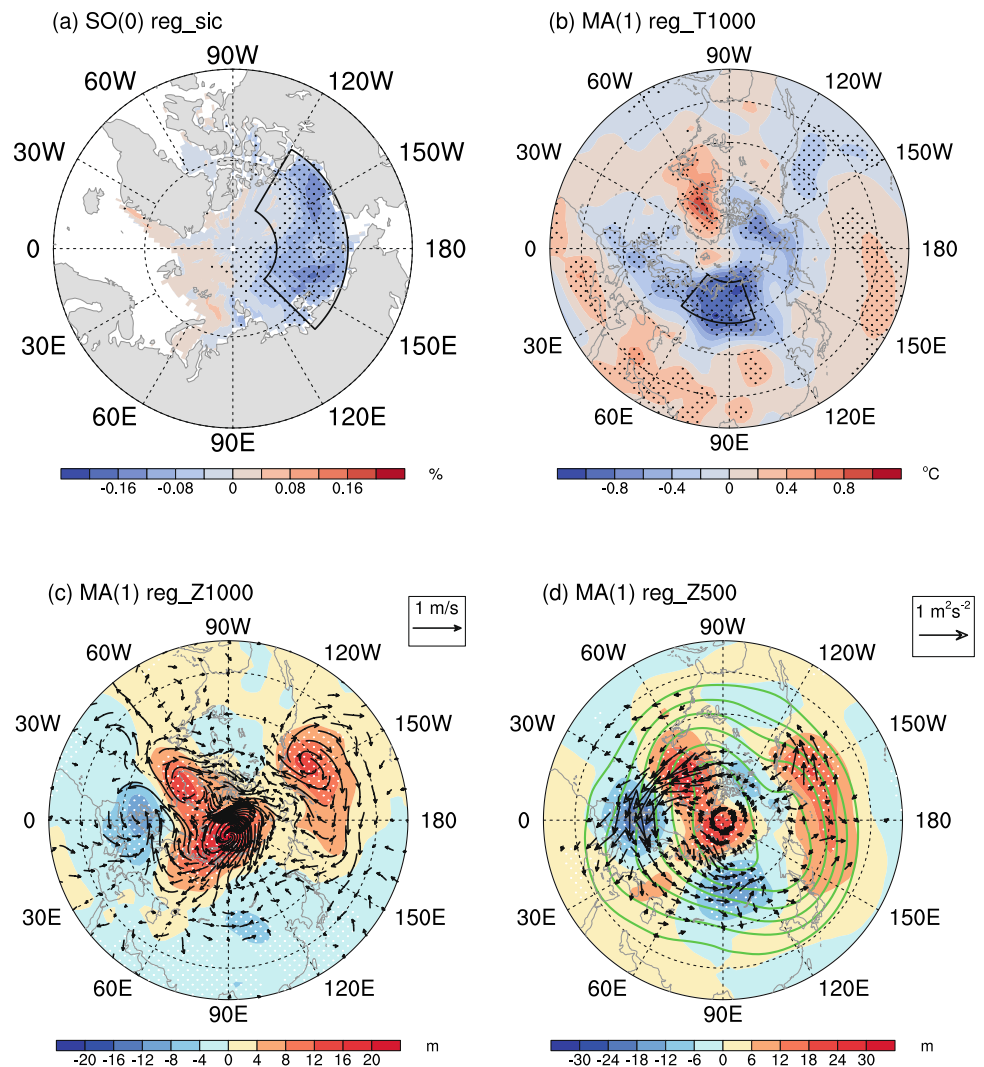 (a) SO(0) reg_sic
90W
60W 120W
30W 150W
0 180
30E 150E
60E 120E
90E
-0.16 -0.08 0 0.08 0.16 %
(b) MA(1) reg_T1000
90W
60W 120W
30W 150W
0 180
30E 150E
60E 120E
90E
-0.8 -0.4 0 0.4 0.8 °C
(c) MA(1) reg_Z1000
1 m/s
90W
60W 120W
30W 150W
0 180
30E 150E
60E 120E
90E
-20 -16 -12 -8 -4 0 4 8 12 16 20 m
(d) MA(1) reg_Z500
1 m²s⁻²
90W
60W 120W
30W 150W
0 180
30E 150E
60E 120E
90E
-30 -24 -18 -12 -6 0 6 12 18 24 30 m